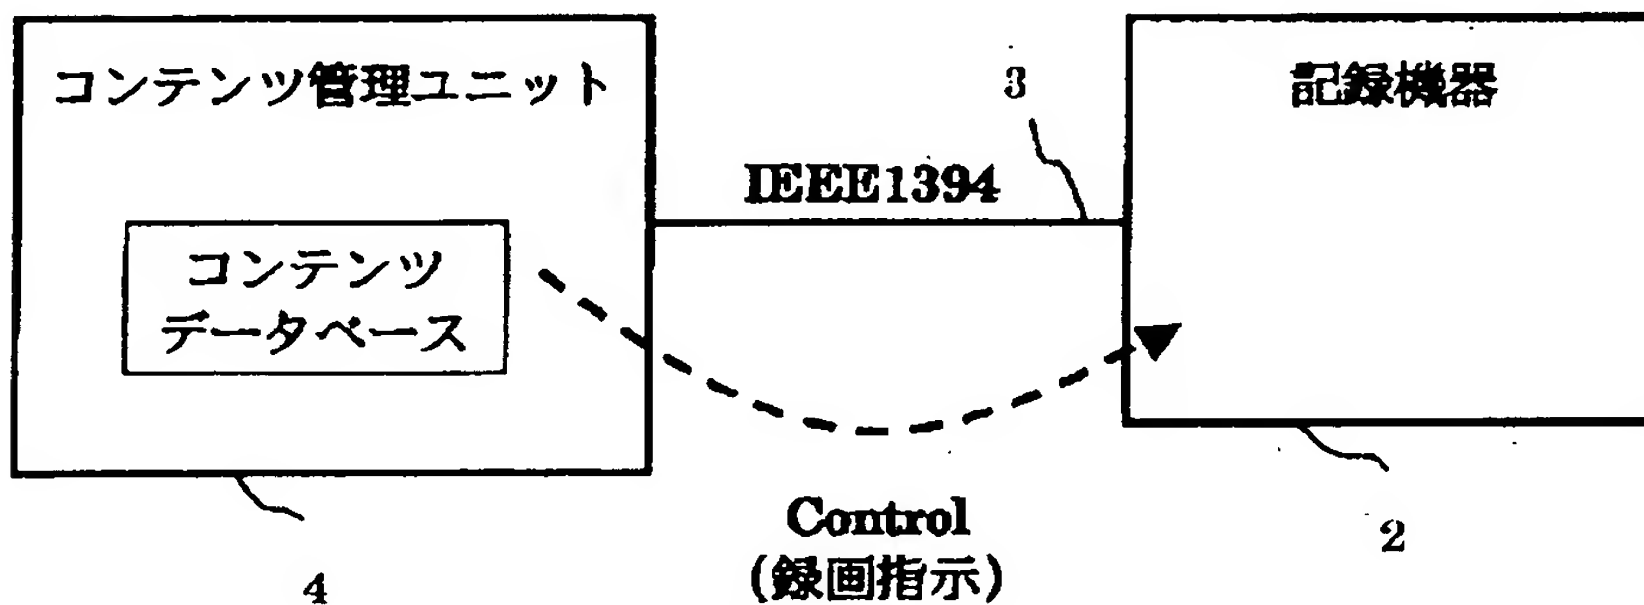 コンテンツ管理ユニット
コンテンツ
データベース
3
IEEE1394
記録機器
Control
(録画指示)
4
2